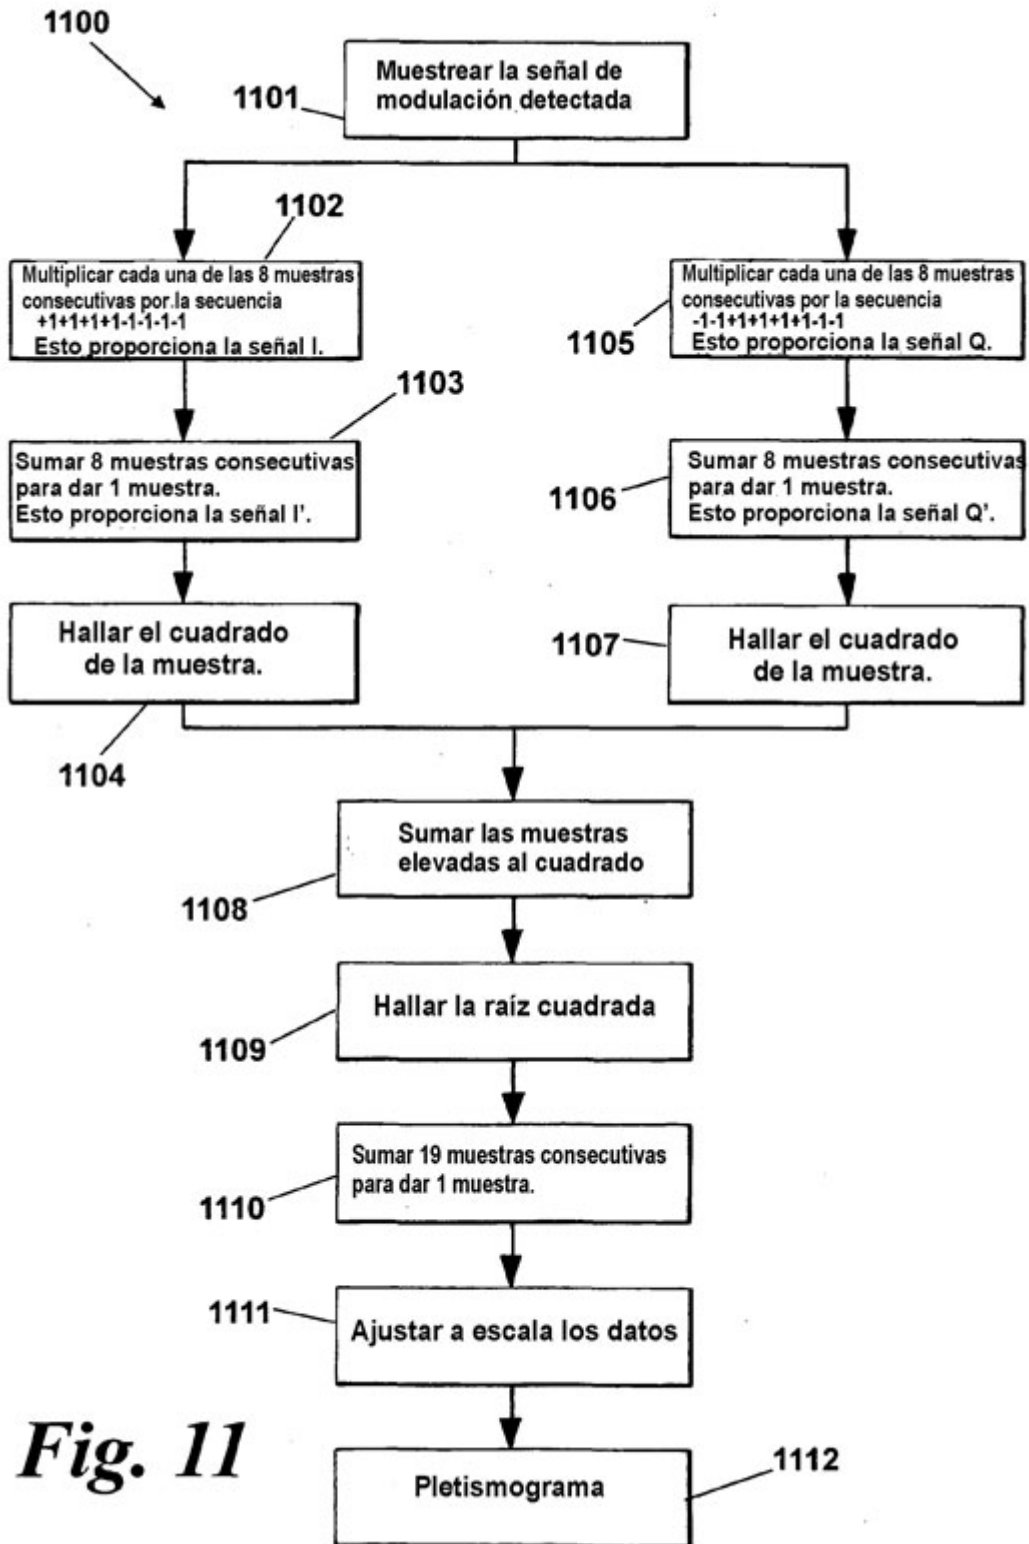 1100
Muestrear la señal de
modulación detectada
1101
1102
Multiplicar cada una de las 8 muestras
consecutivas por la secuencia
+1+1+1+1-1-1-1-1
Esto proporciona la señal I.
Multiplicar cada una de las 8 muestras
consecutivas por la secuencia
-1-1+1+1+1+1-1-1
Esto proporciona la señal Q.
1105
1103
Sumar 8 muestras consecutivas
para dar 1 muestra.
Esto proporciona la señal I'.
Sumar 8 muestras consecutivas
para dar 1 muestra.
Esto proporciona la señal Q'.
1106
Hallar el cuadrado
de la muestra.
1104
1107
Hallar el cuadrado
de la muestra.
Sumar las muestras
elevadas al cuadrado
1108
Hallar la raíz cuadrada
1109
Sumar 19 muestras consecutivas
para dar 1 muestra.
1110
1111
Ajustar a escala los datos
Fig. 11
1112
Pletismograma